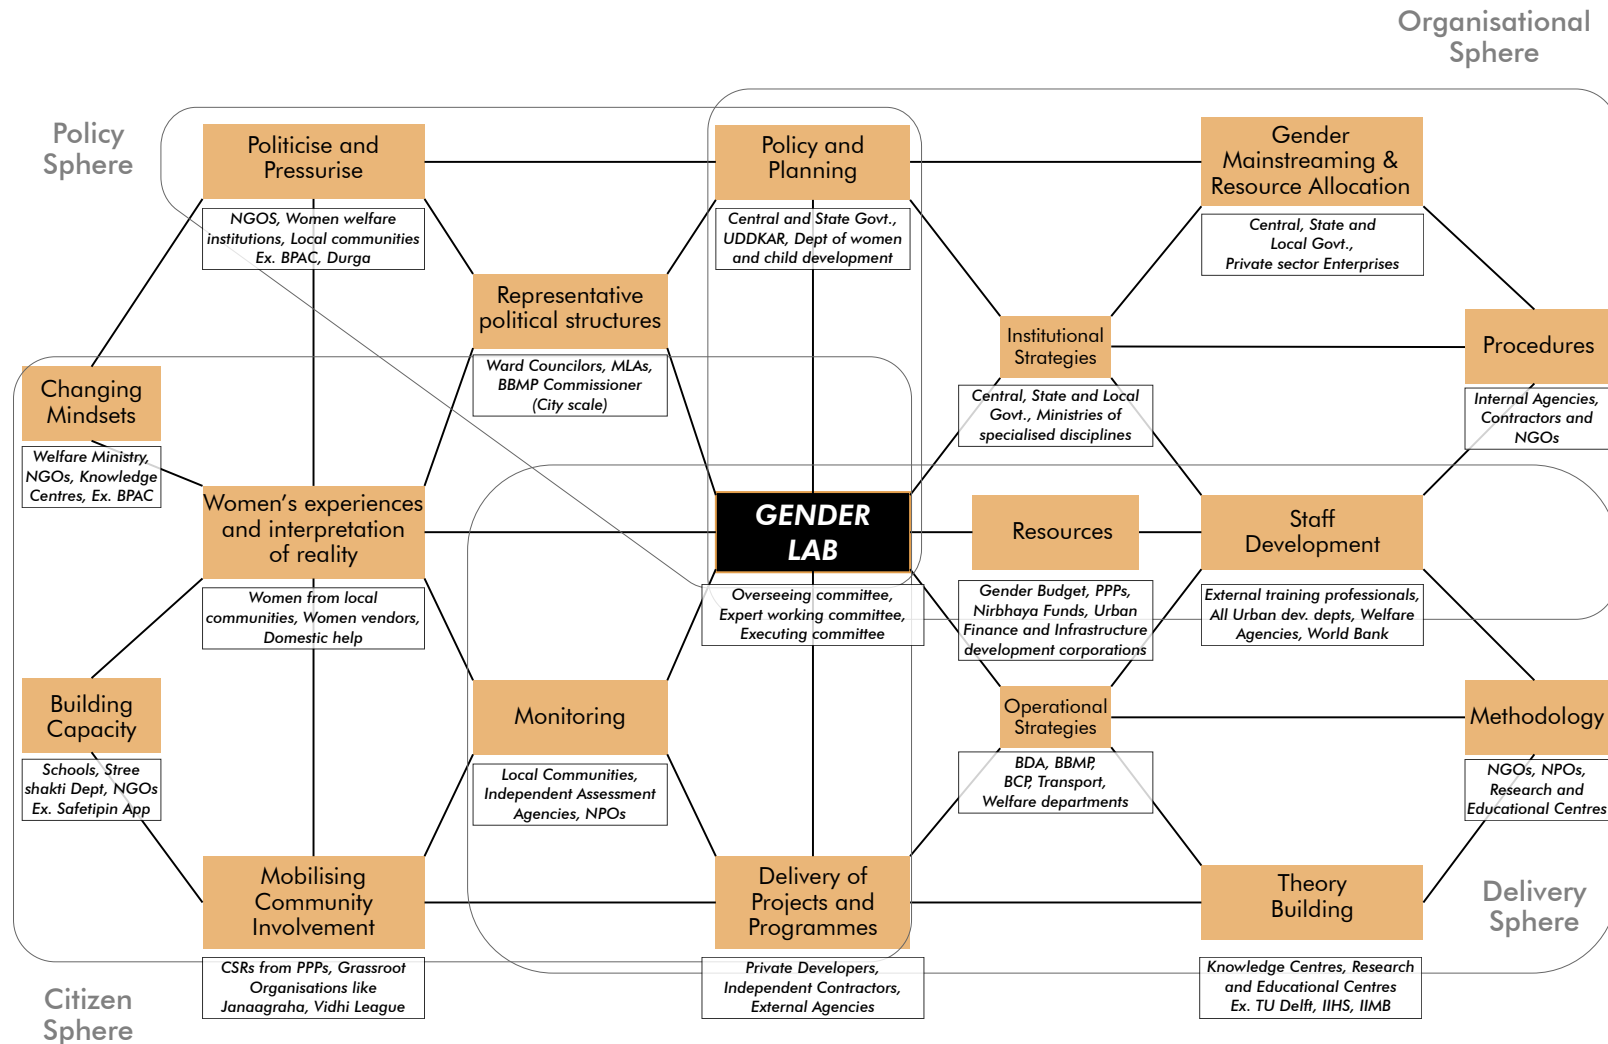 Organisational
Sphere
Policy
Sphere
Politicise and
Pressurise
NGOS, Women welfare
institutions, Local communities
Ex. BPAC, Durga
Policy and
Planning
Central and State Govt.,
UDDKAR, Dept of women
and child development
Gender
Mainstreaming &
Resource Allocation
Central, State and
Local Govt.,
Private sector Enterprises
Representative
political structures
Ward Councilors, MLAs,
BBMP Commissioner
(City scale)
Institutional
Strategies
Central, State and Local
Govt., Ministries of
specialised disciplines
Procedures
Internal Agencies,
Contractors and
NGOs
Changing
Mindsets
Welfare Ministry,
NGOs, Knowledge
Centres, Ex. BPAC
Women's experiences
and interpretation
of reality
Women from local
communities, Women vendors,
Domestic help
GENDER
LAB
Overseeing committee,
Expert working committee,
Executing committee
Resources
Gender Budget, PPPs,
Nirbhaya Funds, Urban
Finance and Infrastructure
development corporations
Staff
Development
External training professionals,
All Urban dev. depts, Welfare
Agencies, World Bank
Building
Capacity
Schools, Stree
shakti Dept, NGOs
Ex. Safetipin App
Monitoring
Local Communities,
Independent Assessment
Agencies, NPOs
Operational
Strategies
BDA, BBMP,
BCP, Transport,
Welfare departments
Methodology
NGOs, NPOs,
Research and
Educational Centres
Mobilising
Community
Involvement
CSRs from PPPs, Grassroot
Organisations like
Janaagraha, Vidhi League
Delivery of
Projects and
Programmes
Private Developers,
Independent Contractors,
External Agencies
Theory
Building
Knowledge Centres, Research
and Educational Centres
Ex. TU Delft, IIHS, IIMB
Delivery
Sphere
Citizen
Sphere